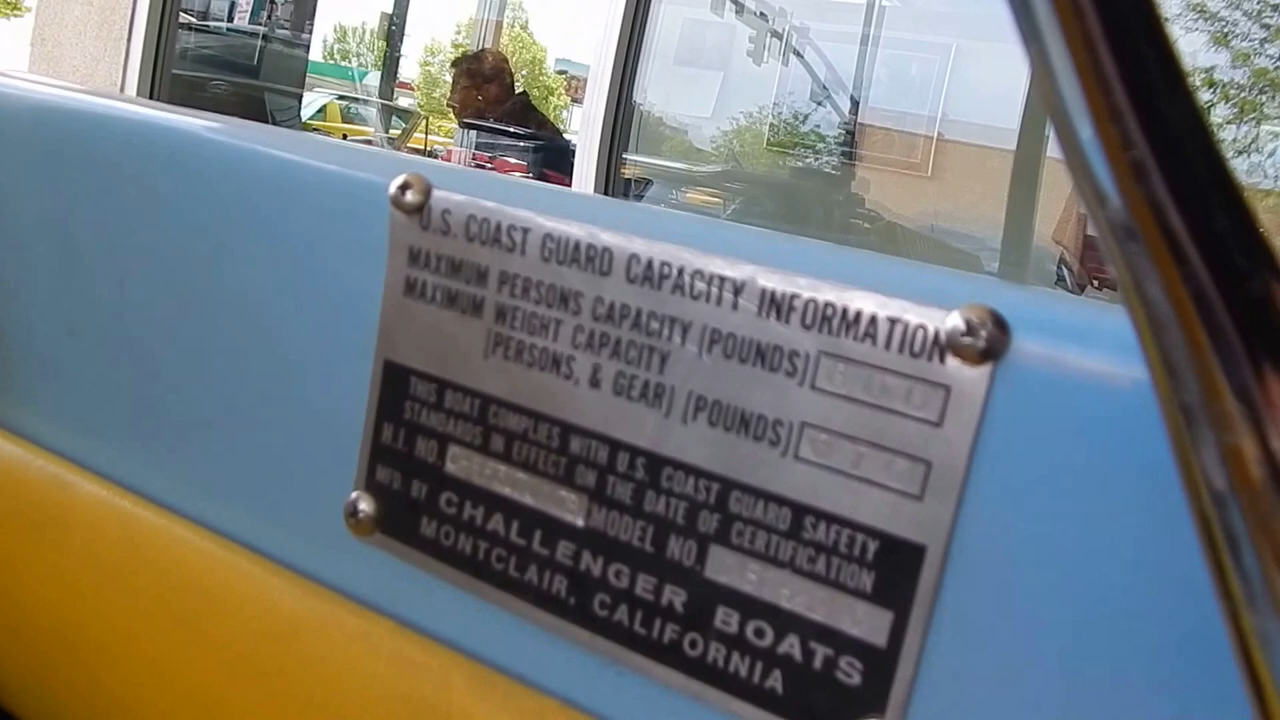 U.S. COAST GUARD CAPACITY INFORMATION
MAXIMUM PERSONS CAPACITY (POUNDS)
MAXIMUM WEIGHT CAPACITY
(PERSONS, & GEAR) (POUNDS)
THIS BOAT COMPLIES WITH U.S. COAST GUARD SAFETY
STANDARDS IN EFFECT ON THE DATE OF CERTIFICATION
H.I. NO. MODEL NO.
MFD. BY CHALLENGER BOATS
MONTCLAIR, CALIFORNIA